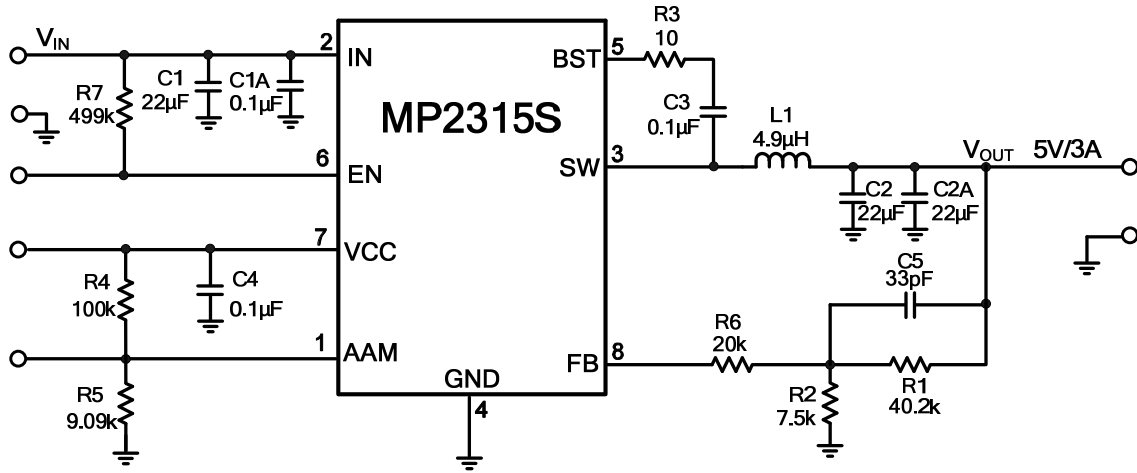 V_IN
2
IN
R7
499k
C1
22µF
C1A
0.1µF
6
EN
7
VCC
R4
100k
C4
0.1µF
1
AAM
R5
9.09k
MP2315S
GND
4
BST
5
R3
10
C3
0.1µF
3
SW
L1
4.9µH
V_OUT 5V/3A
C2
22µF
C2A
22µF
C5
33pF
FB
8
R6
20k
R2
7.5k
R1
40.2k